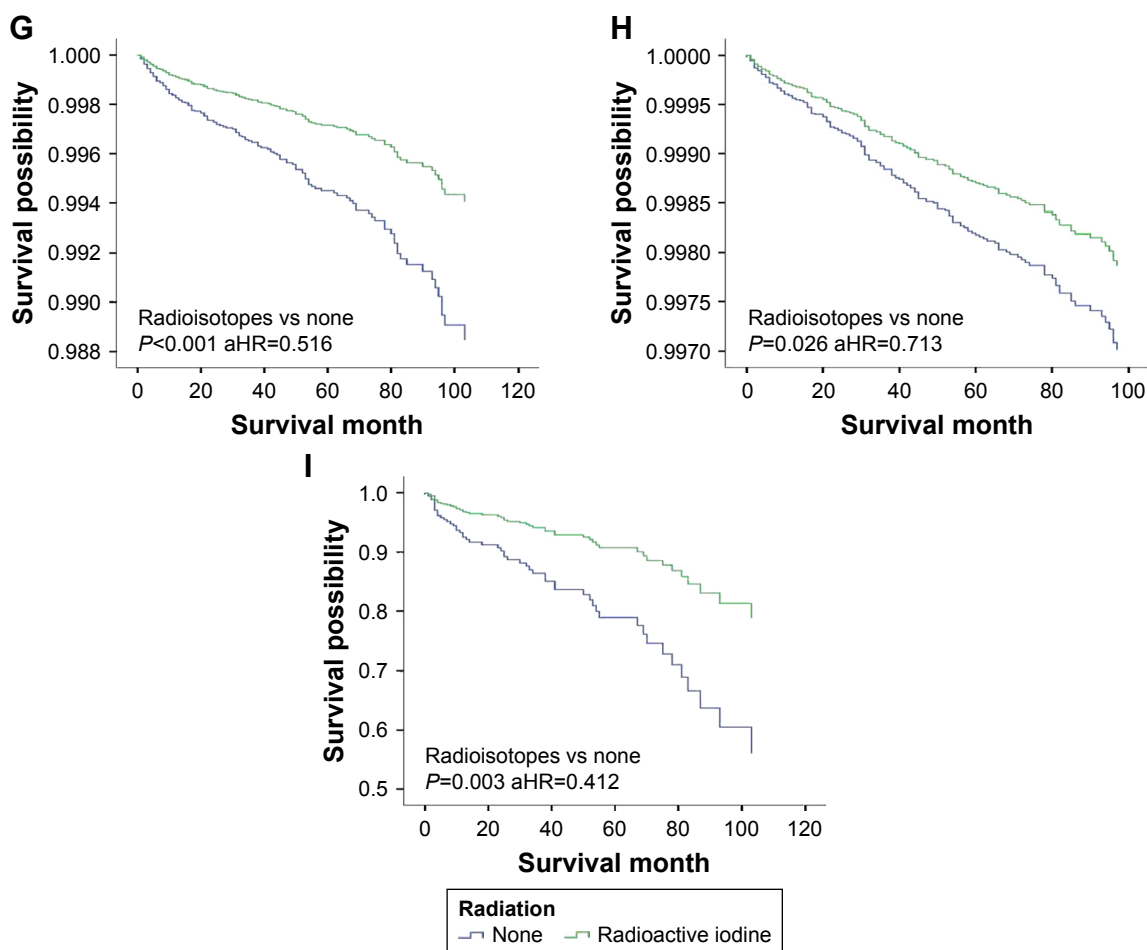 G
1.000
0.998
0.996
0.994
0.992
0.990
0.988
Survival possibility
Radioisotopes vs none
P<0.001 aHR=0.516
0 20 40 60 80 100 120
Survival month
H
1.0000
0.9995
0.9990
0.9985
0.9980
0.9975
0.9970
Survival possibility
Radioisotopes vs none
P=0.026 aHR=0.713
0 20 40 60 80 100
Survival month
I
1.0
0.9
0.8
0.7
0.6
0.5
Survival possibility
Radioisotopes vs none
P=0.003 aHR=0.412
0 20 40 60 80 100 120
Survival month
Radiation
None Radioactive iodine